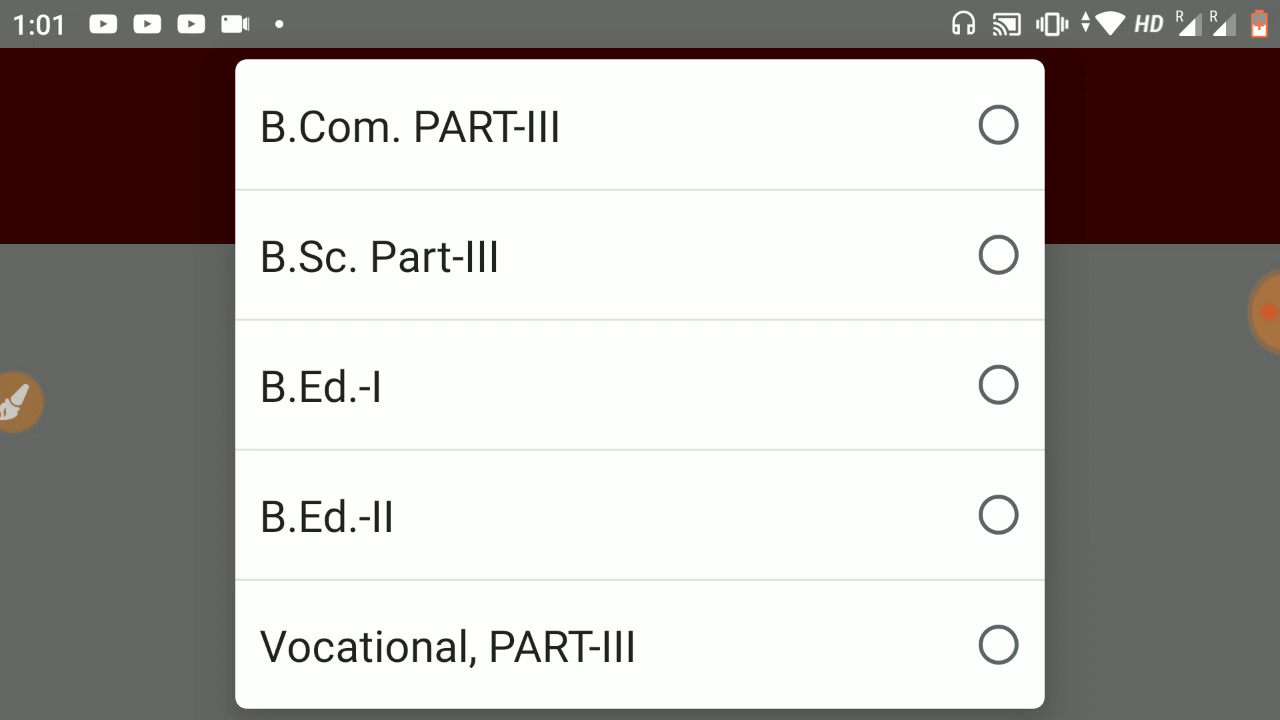 1:01
HD
R
R
B.Com. PART-III
B.Sc. Part-III
B.Ed.-I
B.Ed.-II
Vocational, PART-III